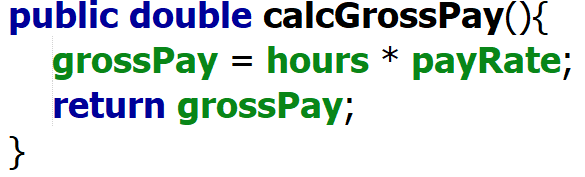 public double calcGrossPay(){
grossPay = hours * payRate;
return grossPay;
}